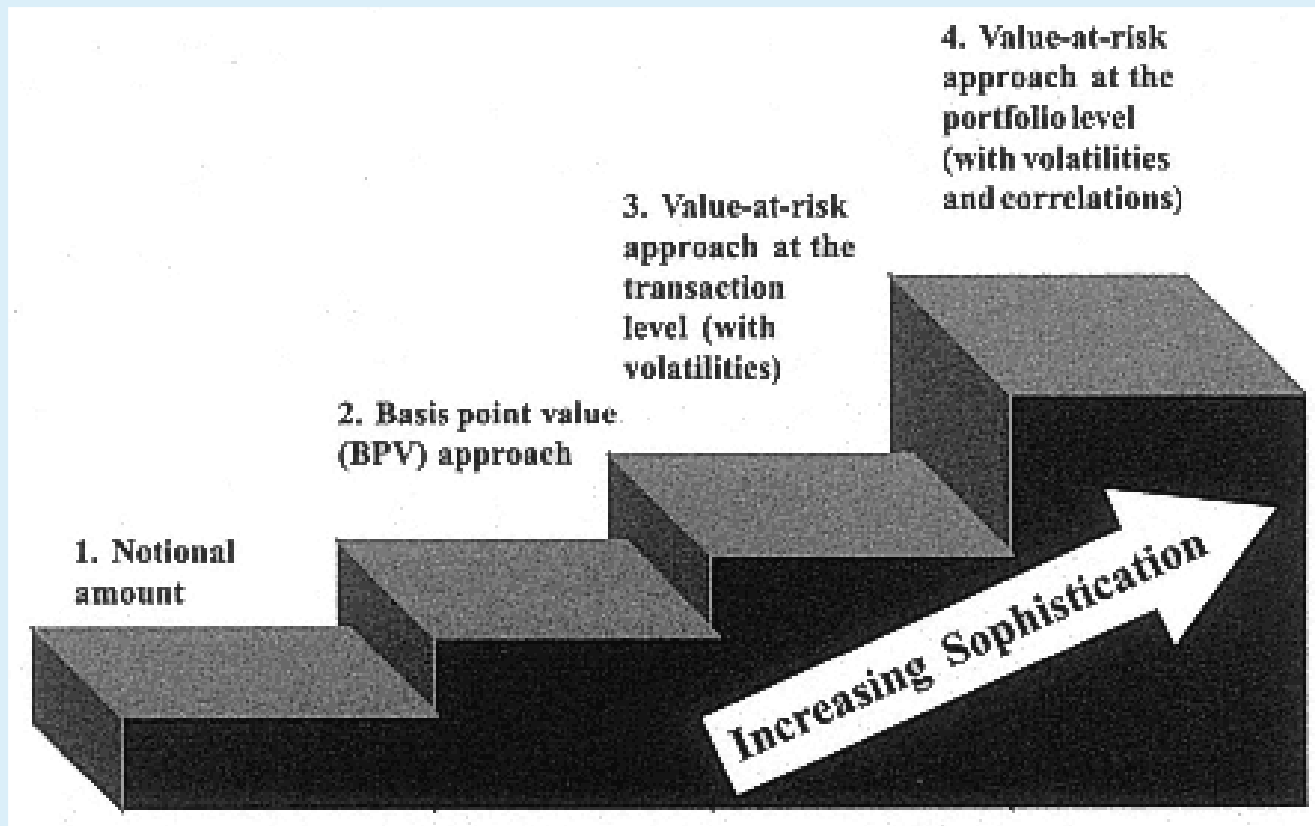 1. Notional
amount
2. Basis point value
(BPV) approach
3. Value-at-risk
approach at the
transaction
level (with
volatilities)
4. Value-at-risk
approach at the
portfolio level
(with volatilities
and correlations)
Increasing Sophistication